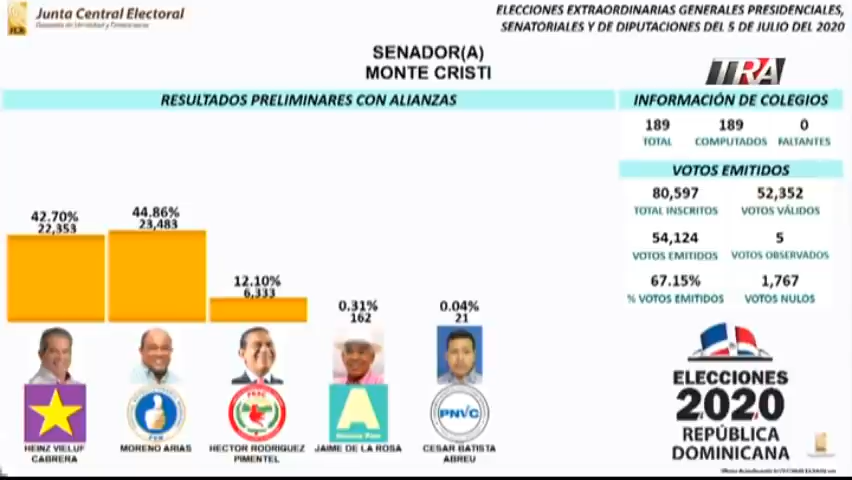 Junta Central Electoral
ELECCIONES EXTRAORDINARIAS GENERALES PRESIDENCIALES,
SENATORIALES Y DE DIPUTACIONES DEL 5 DE JULIO DEL 2020
SENADOR(A)
MONTE CRISTI
TRA
RESULTADOS PRELIMINARES CON ALIANZAS
INFORMACIÓN DE COLEGIOS
189 189 0
TOTAL COMPUTADOS FALTANTES
VOTOS EMITIDOS
80,597 52,352
TOTAL INSCRITOS VOTOS VÁLIDOS
54,124 5
VOTOS EMITIDOS VOTOS OBSERVADOS
67.15% 1,767
% VOTOS EMITIDOS VOTOS NULOS
42.70% 44.86% 12.10% 0.31% 0.04%
22,353 23,483 6,333 162 21
A
PNVC
HEINZ VIELUF CABRERA
MORENO ARIAS
HECTOR RODRIGUEZ PIMENTEL
JAIME DE LA ROSA
CESAR BATISTA ABREU
ELECCIONES
2020
REPÚBLICA
DOMINICANA